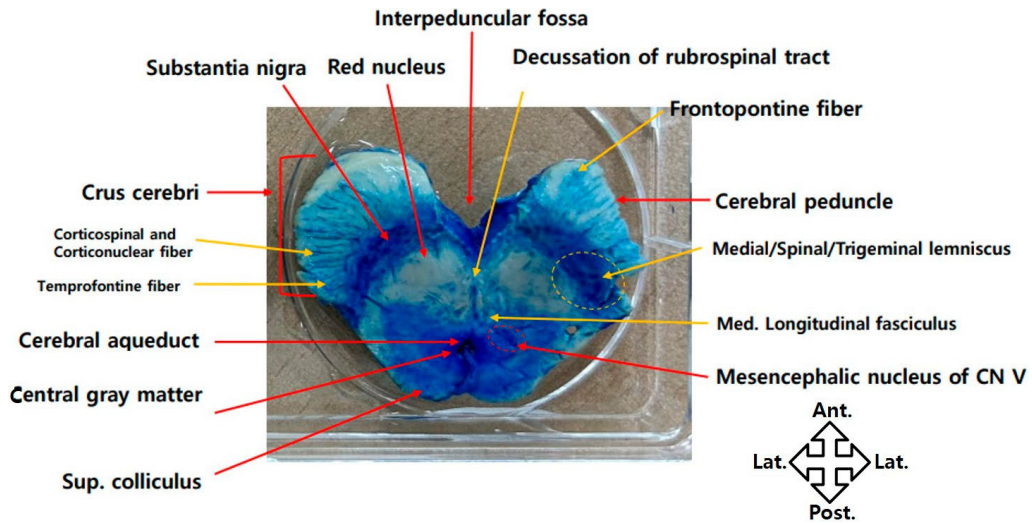 Interpeduncular fossa
Substantia nigra
Red nucleus
Decussation of rubrospinal tract
Frontopontine fiber
Crus cerebri
Cerebral peduncle
Corticospinal and
Corticonuclear fiber
Medial/Spinal/Trigeminal lemniscus
Temprofontine fiber
Med. Longitudinal fasciculus
Cerebral aqueduct
Mesencephalic nucleus of CN V
Central gray matter
Ant.
Lat.
Lat.
Sup. colliculus
Post.